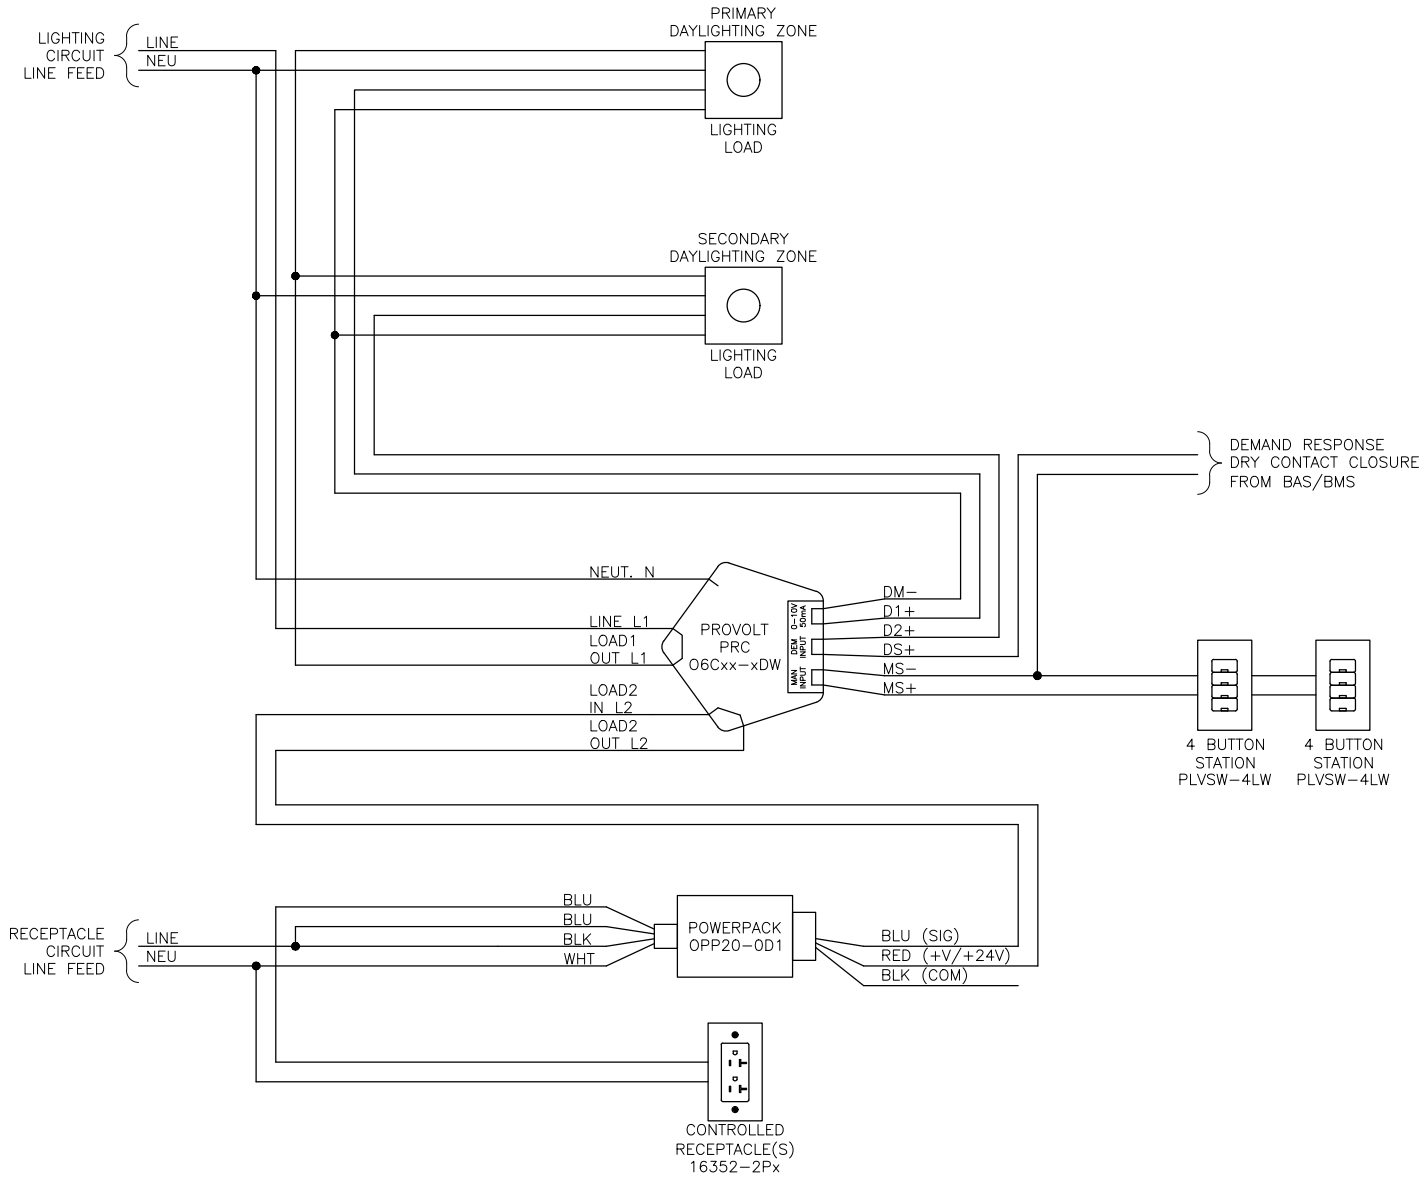 PRIMARY
DAYLIGHTING ZONE
LIGHTING
CIRCUIT
LINE FEED
LINE
NEU
LIGHTING
LOAD
SECONDARY
DAYLIGHTING ZONE
LIGHTING
LOAD
DEMAND RESPONSE
DRY CONTACT CLOSURE
FROM BAS/BMS
NEUT. N
LINE L1
LOAD1
OUT L1
LOAD2
IN L2
LOAD2
OUT L2
PROVOLT
PRC
O6Cxx-xDW
0-10V
50mA
DEM
INPUT
MAN
INPUT
DM-
D1+
D2+
DS+
MS-
MS+
4 BUTTON
STATION
PLVSW-4LW
4 BUTTON
STATION
PLVSW-4LW
RECEPTACLE
CIRCUIT
LINE FEED
LINE
NEU
BLU
BLU
BLK
WHT
POWERPACK
OPP20-0D1
BLU (SIG)
RED (+V/+24V)
BLK (COM)
CONTROLLED
RECEPTACLE(S)
16352-2Px